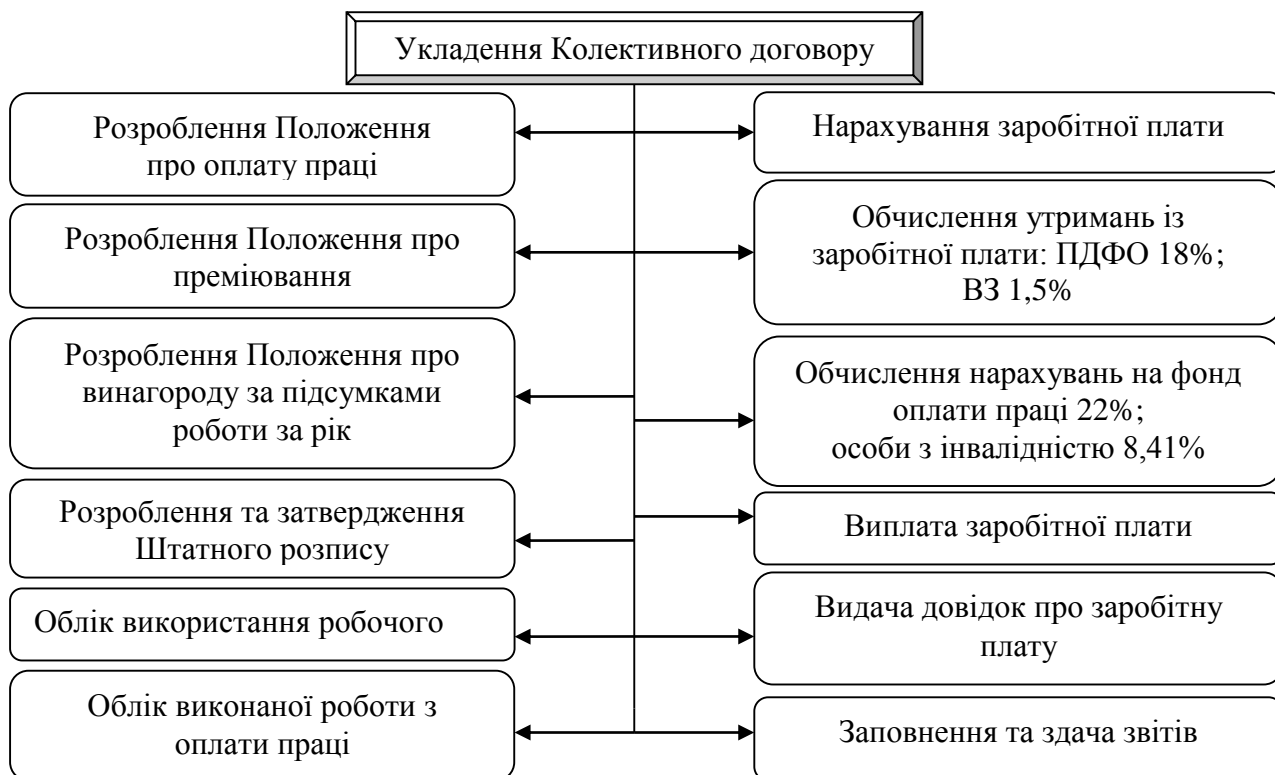 Укладення Колективного договору
Розроблення Положення
про оплату праці
Розроблення Положення про
преміювання
Розроблення Положення про
винагороду за підсумками
роботи за рік
Розроблення та затвердження
Штатного розпису
Облік використання робочого
Облік виконаної роботи з
оплати праці
Нарахування заробітної плати
Обчислення утримань із
заробітної плати: ПДФО 18%;
ВЗ 1,5%
Обчислення нарахувань на фонд
оплати праці 22%;
особи з інвалідністю 8,41%
Виплата заробітної плати
Видача довідок про заробітну
плату
Заповнення та здача звітів